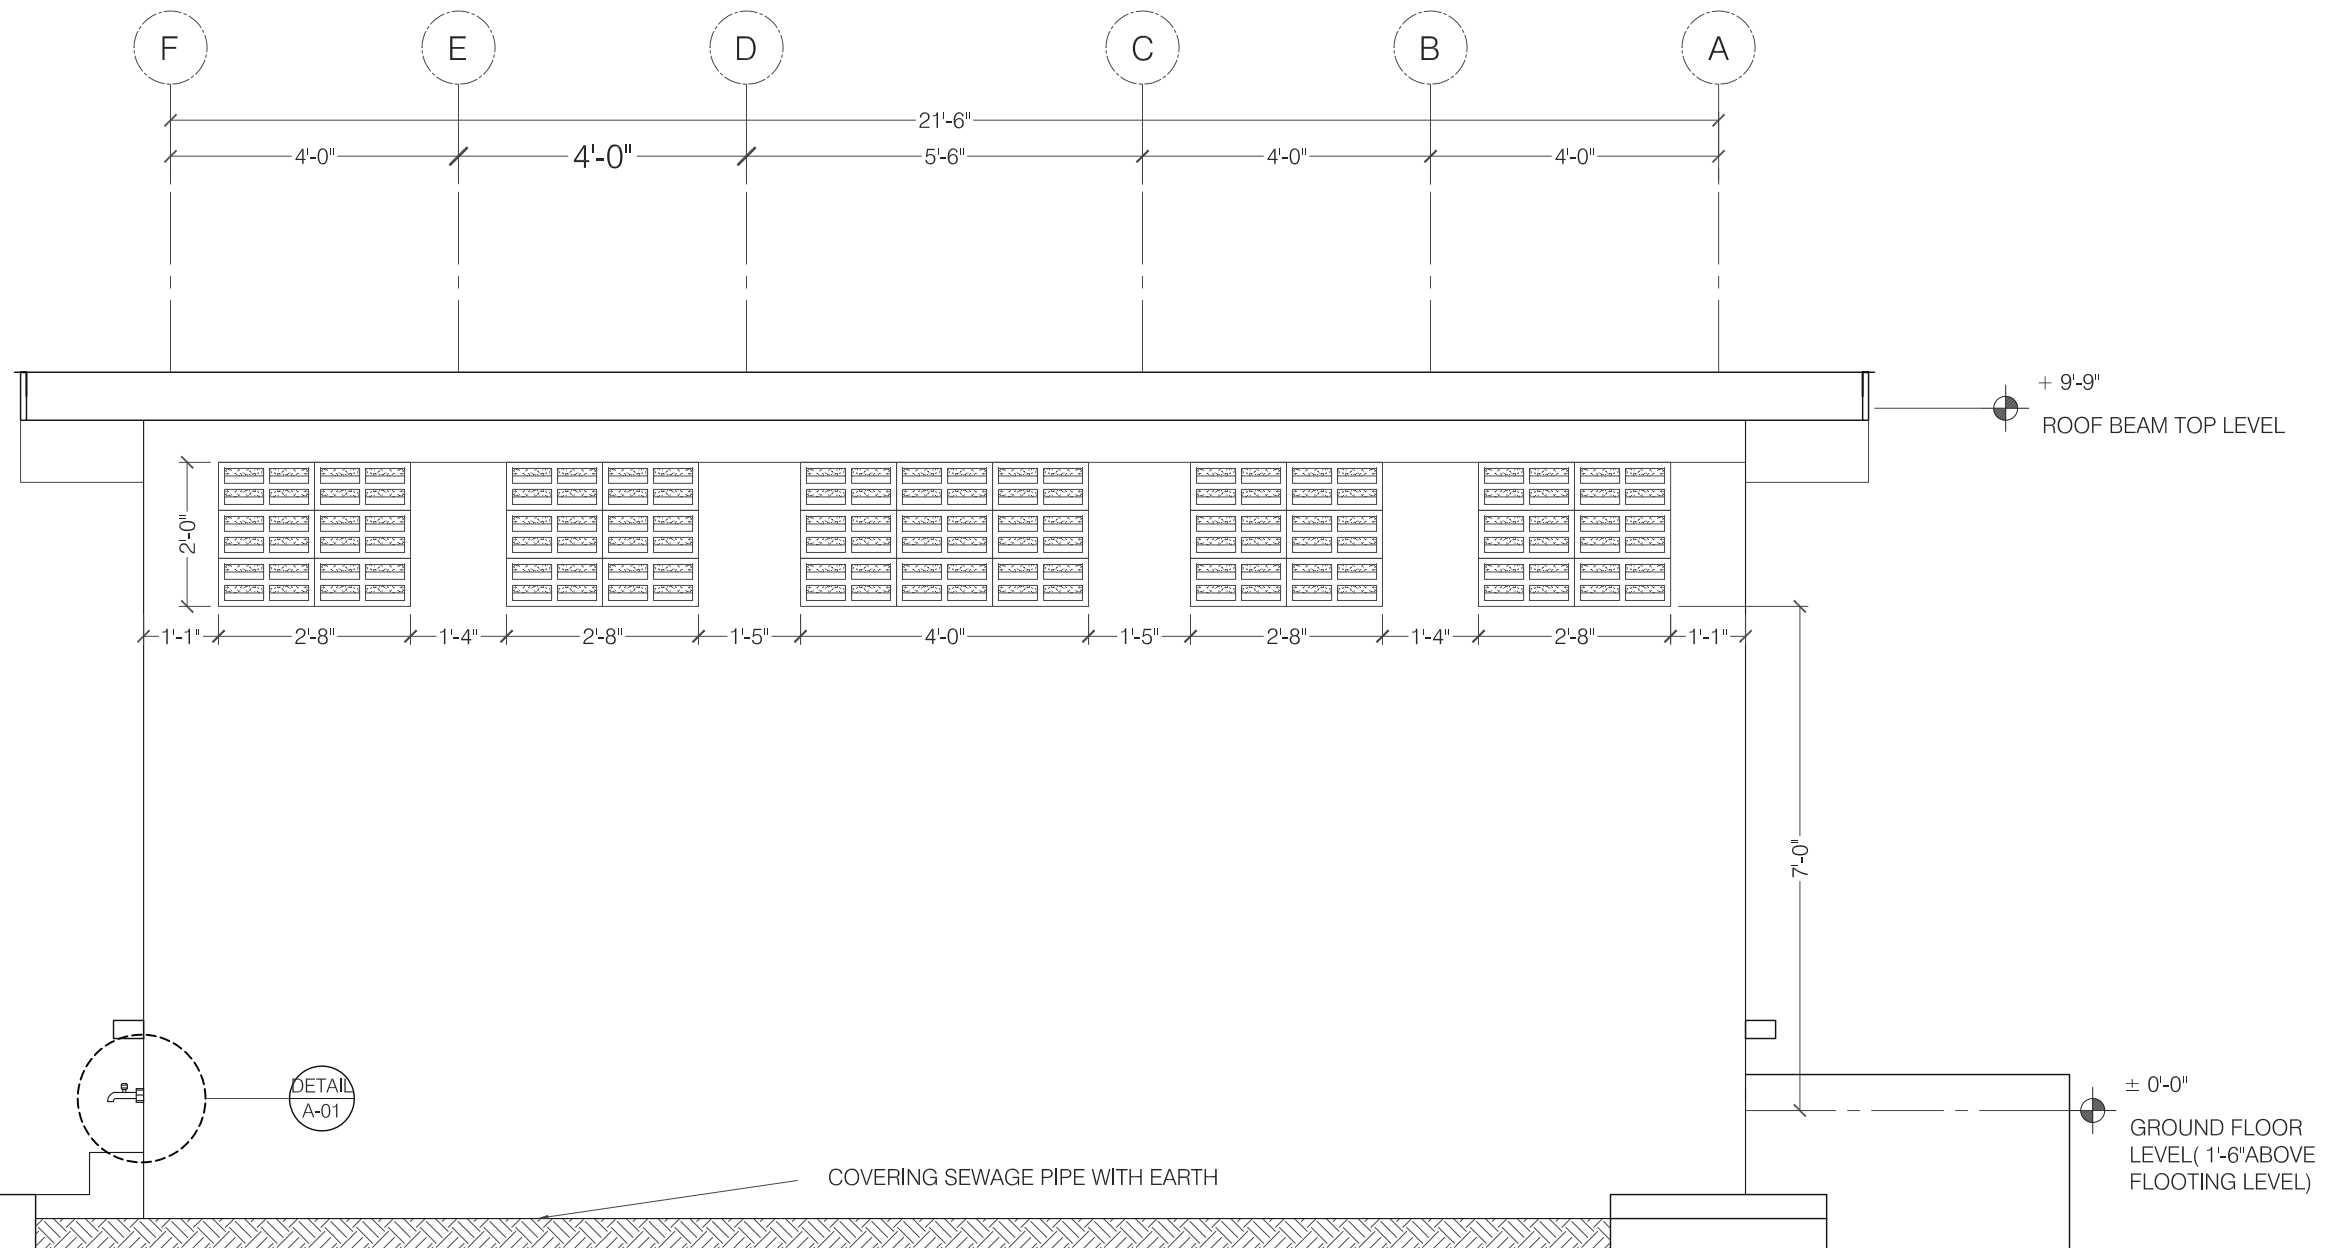 F
E
D
C
B
A
21'-6"
4'-0"
4'-0"
5'-6"
4'-0"
4'-0"
+ 9'-9"
ROOF BEAM TOP LEVEL
2'-0"
1'-1"
2'-8"
1'-4"
2'-8"
1'-5"
4'-0"
1'-5"
2'-8"
1'-4"
2'-8"
1'-1"
7'-0"
DETAIL
A-01
± 0'-0"
GROUND FLOOR
LEVEL( 1'-6"ABOVE
FLOOTING LEVEL)
COVERING SEWAGE PIPE WITH EARTH